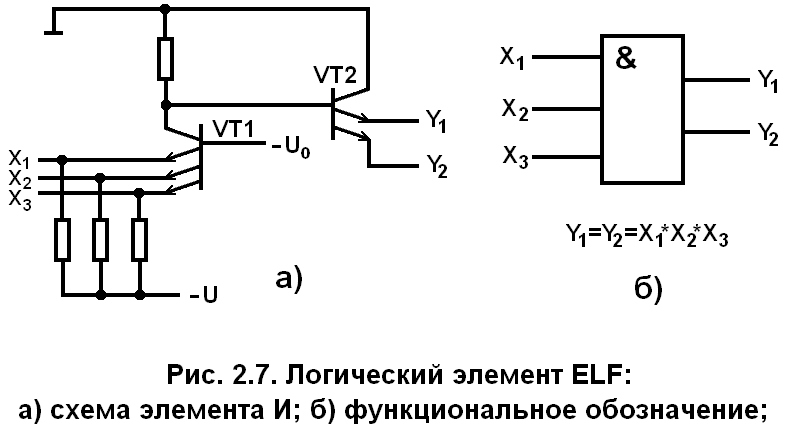 VT2
VT1
-U₀
X₁
X₂
X₃
Y₁
Y₂
-U
а)
X₁
X₂
X₃
&
Y₁
Y₂
Y₁=Y₂=X₁*X₂*X₃
б)
Рис. 2.7. Логический элемент ELF:
а) схема элемента И; б) функциональное обозначение;